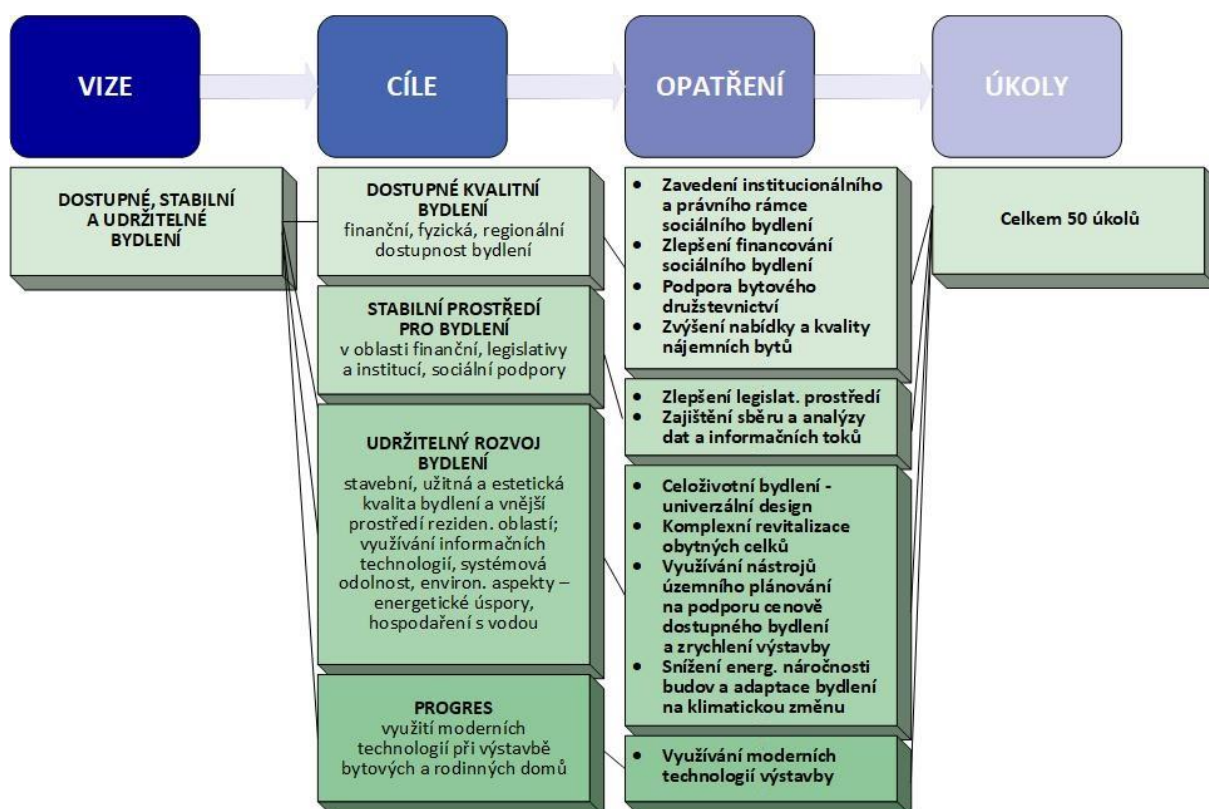 VIZE
CÍLE
OPATŘENÍ
ÚKOLY
DOSTUPNÉ, STABILNÍ
A UDRŽITELNÉ
BYDLENÍ
DOSTUPNÉ KVALITNÍ
BYDLENÍ
finanční, fyzická, regionální
dostupnost bydlení
STABILNÍ PROSTŘEDÍ
PRO BYDLENÍ
v oblasti finanční, legislativy
a institucí, sociální podpory
UDRŽITELNÝ ROZVOJ
BYDLENÍ
stavební, užitná a estetická
kvalita bydlení a vnější
prostředí reziden. oblastí;
využívání informačních
technologií, systémová
odolnost, environ. aspekty –
energetické úspory,
hospodaření s vodou
PROGRES
využití moderních
technologií při výstavbě
bytových a rodinných domů
• Zavedení institucionálního
a právního rámce
sociálního bydlení
• Zlepšení financování
sociálního bydlení
• Podpora bytového
družstevnictví
• Zvýšení nabídky a kvality
nájemních bytů
• Zlepšení legislat. prostředí
• Zajištění sběru a analýzy
dat a informačních toků
• Celoživotní bydlení -
univerzální design
• Komplexní revitalizace
obytných celků
• Využívání nástrojů
územního plánování
na podporu cenově
dostupného bydlení
a zrychlení výstavby
• Snížení energ. náročnosti
budov a adaptace bydlení
na klimatickou změnu
• Využívání moderních
technologií výstavby
Celkem 50 úkolů